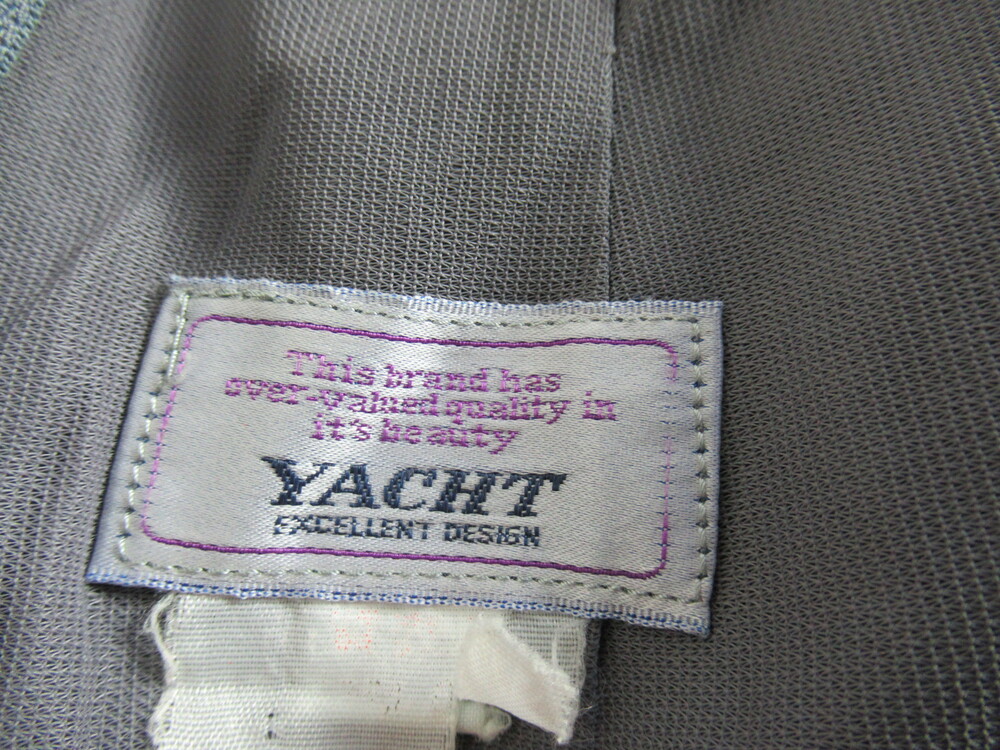 This brand has
over-valued quality in
it's beauty
YACHT
EXCELLENT DESIGN